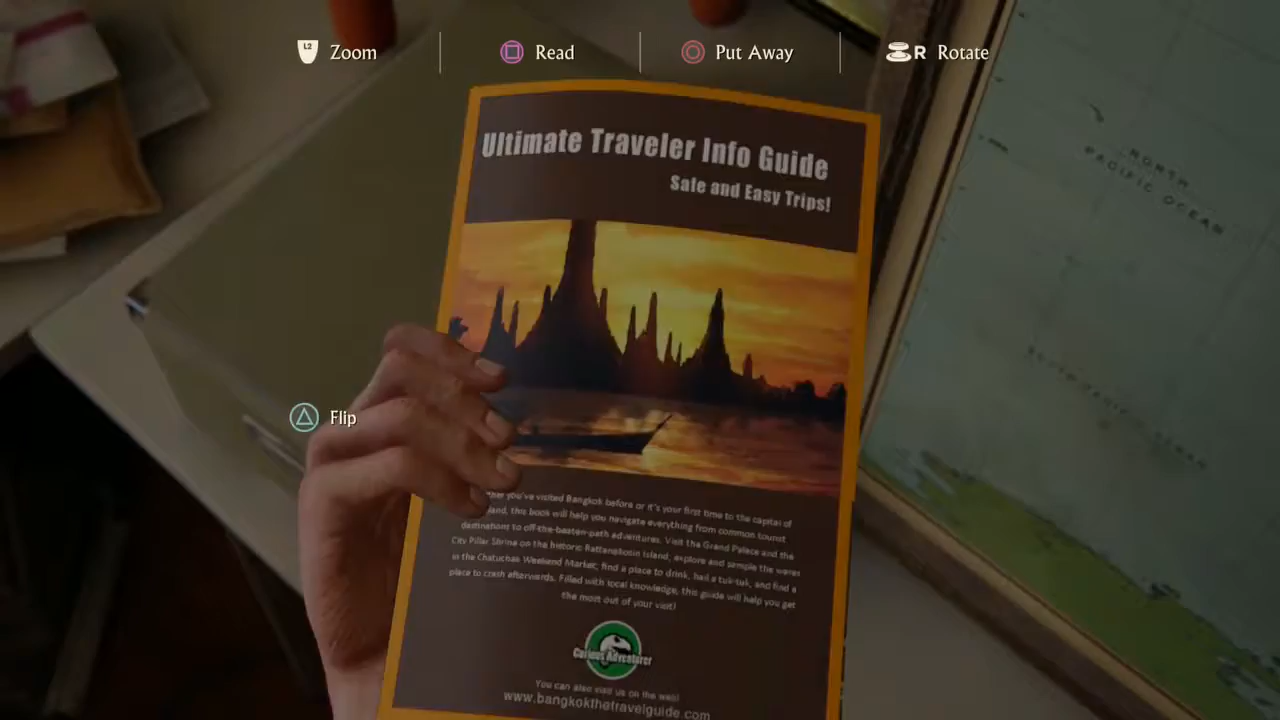 L2 Zoom
Read
Put Away
R Rotate
Ultimate Traveler Info Guide
Safe and Easy Trips!
NORTH
PACIFIC OCEAN
Flip
you've visited Bangkok before or it's your first time to the capital of
this book will help you navigate everything from common tourist
destinations to off-the-beaten-path adventures. Visit the Grand Palace and the
City Pillar Shrine on the historic Rattanakosin Island; explore and sample the wares
in the Chatuchak Weekend Market; find a place to drink, hail a tuk-tuk, and find a
place to crash afterwards. Filled with local knowledge, this guide will help you get
the most out of your visit!
Curious Adventurer
You can also visit us on the web!
www.bangkokthetravelguide.com